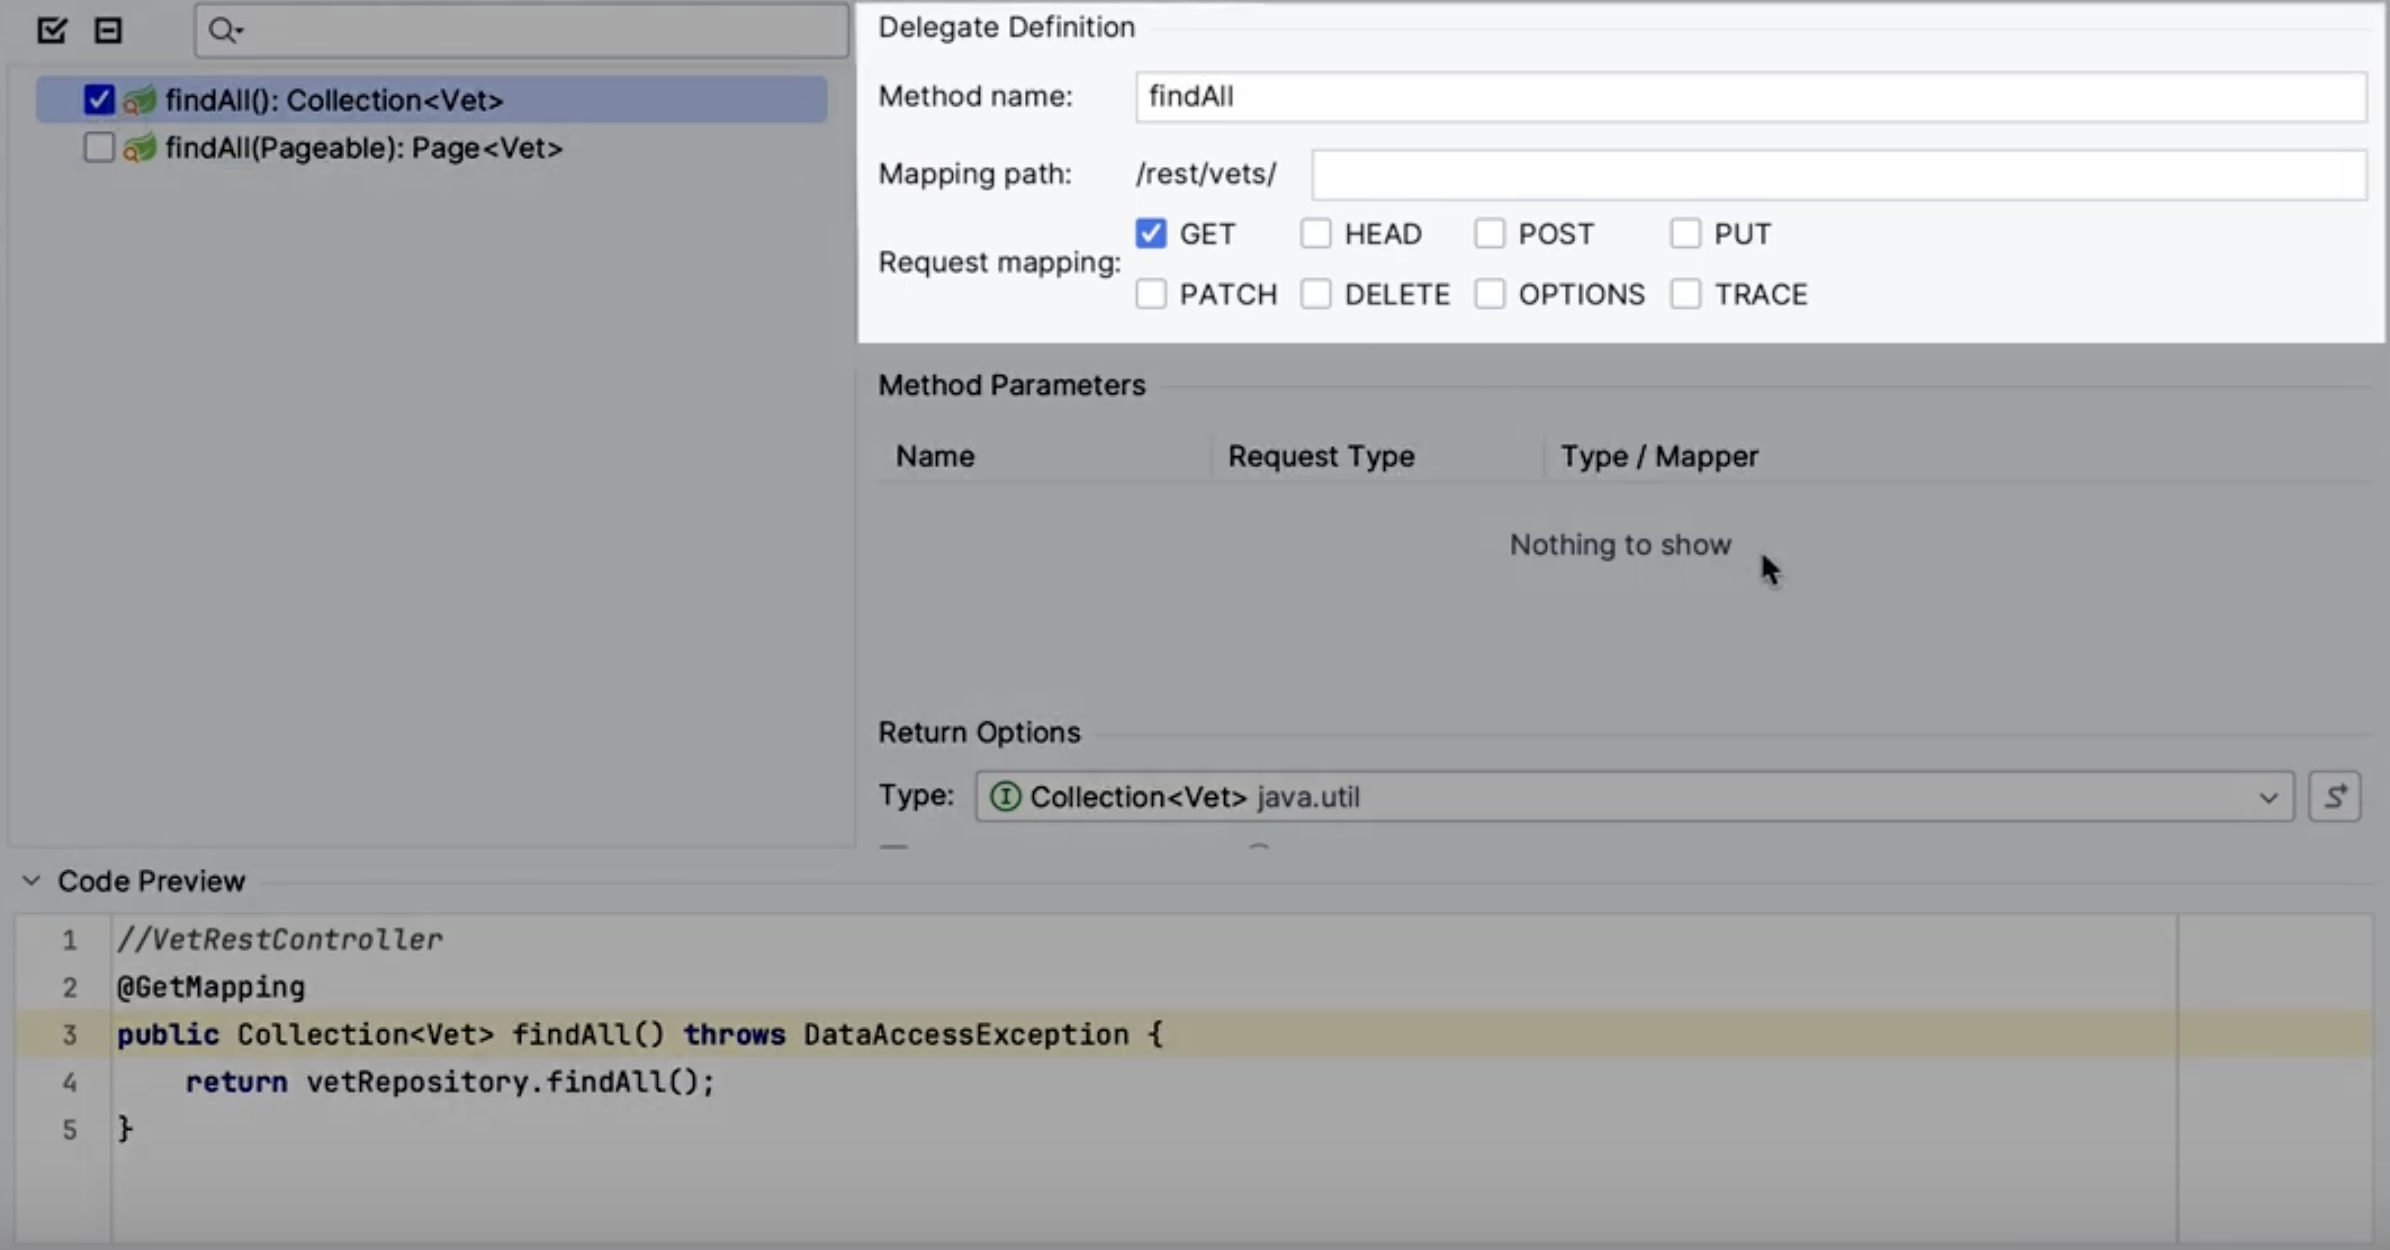 findAll(): Collection<Vet>
findAll(Pageable): Page<Vet>
Delegate Definition
Method name: findAll
Mapping path: /rest/vets/
Request mapping:
GET HEAD POST PUT
PATCH DELETE OPTIONS TRACE
Method Parameters
Name Request Type Type / Mapper
Nothing to show
Return Options
Type: I Collection<Vet> java.util
Code Preview
1 //VetRestController
2 @GetMapping
3 public Collection<Vet> findAll() throws DataAccessException {
4 return vetRepository.findAll();
5 }